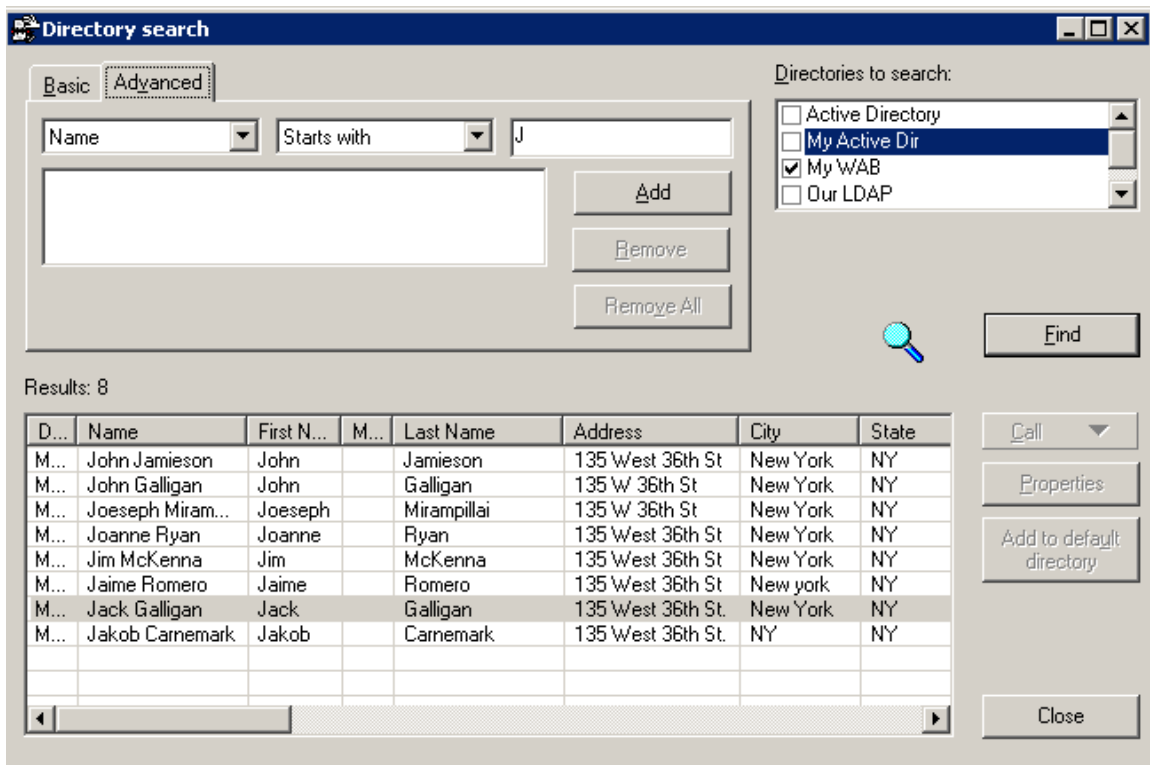 Directory search
Basic Advanced
Directories to search:
Name Starts with J
Active Directory
My Active Dir
My WAB
Our LDAP
Add
Remove
Remove All
Find
Results: 8
D... Name First N... M... Last Name Address City State
M... John Jamieson John Jamieson 135 West 36th St New York NY
M... John Galligan John Galligan 135 W 36th St New York NY
M... Joeseph Miram... Joeseph Mirampillai 135 W 36th St New York NY
M... Joanne Ryan Joanne Ryan 135 West 36th St New York NY
M... Jim McKenna Jim McKenna 135 West 36th St New York NY
M... Jaime Romero Jaime Romero 135 West 36th St New york NY
M... Jack Galligan Jack Galligan 135 West 36th St. New York NY
M... Jakob Carnemark Jakob Carnemark 135 West 36th St. NY NY
Call
Properties
Add to default
directory
Close